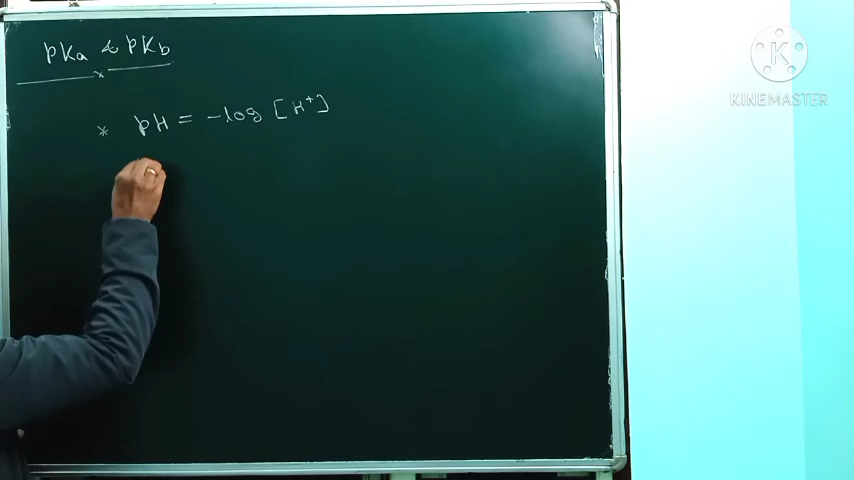 pKa & pKb
* pH = -log [H⁺]
KINEMASTER